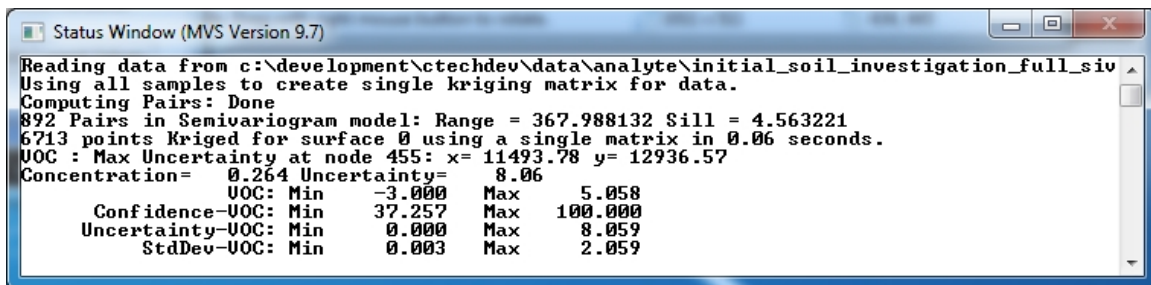 Status Window (MVS Version 9.7)
Reading data from c:\development\ctechdev\data\analyte\initial_soil_investigation_full_siv
Using all samples to create single kriging matrix for data.
Computing Pairs: Done
892 Pairs in Semivariogram model: Range = 367.988132 Sill = 4.563221
6713 points Kriged for surface 0 using a single matrix in 0.06 seconds.
VOC : Max Uncertainty at node 455: x= 11493.78 y= 12936.57
Concentration= 0.264 Uncertainty= 8.06
VOC: Min -3.000 Max 5.058
Confidence-VOC: Min 37.257 Max 100.000
Uncertainty-VOC: Min 0.000 Max 8.059
StdDev-VOC: Min 0.003 Max 2.059